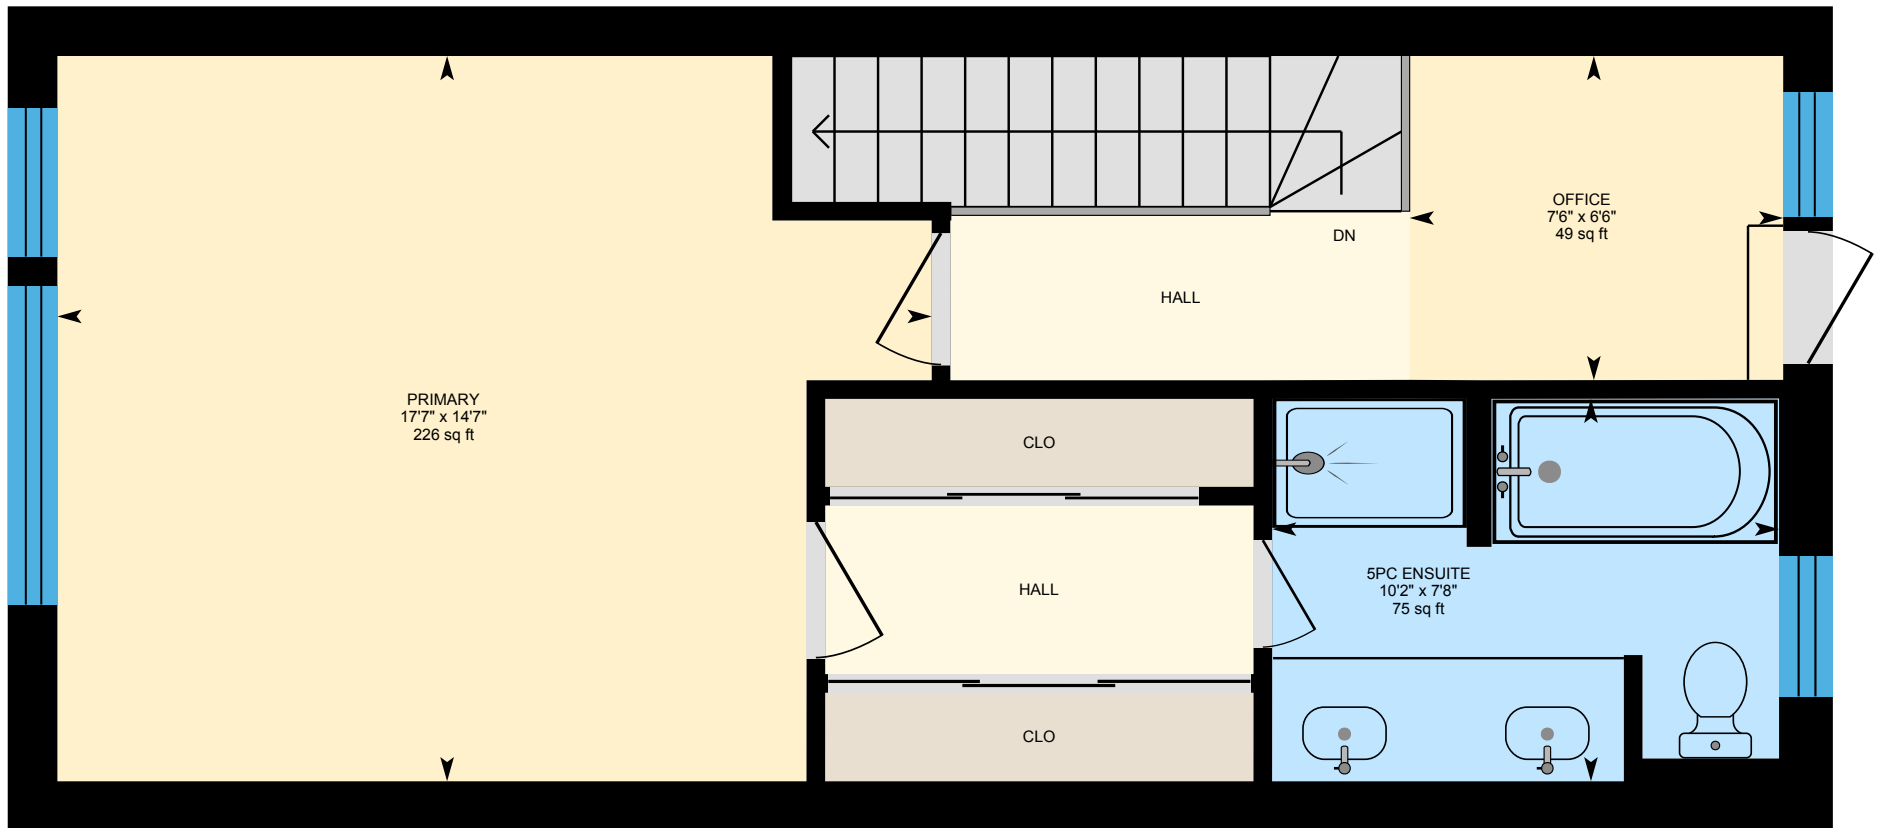 OFFICE
7'6" x 6'6"
49 sq ft
DN
HALL
PRIMARY
17'7" x 14'7"
226 sq ft
CLO
HALL
5PC ENSUITE
10'2" x 7'8"
75 sq ft
CLO